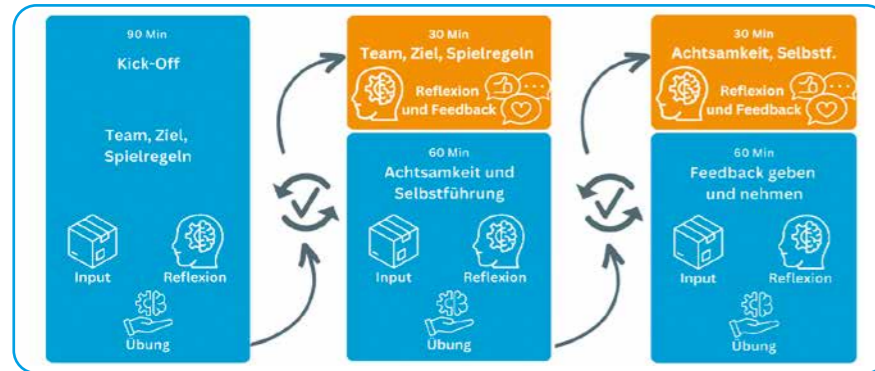 90 Min
Kick-Off
Team, Ziel,
Spielregeln
Input
Reflexion
Übung
30 Min
Team, Ziel, Spielregeln
Reflexion
und Feedback
60 Min
Achtsamkeit und
Selbstführung
Input
Reflexion
Übung
30 Min
Achtsamkeit, Selbstf.
Reflexion
und Feedback
60 Min
Feedback geben
und nehmen
Input
Reflexion
Übung